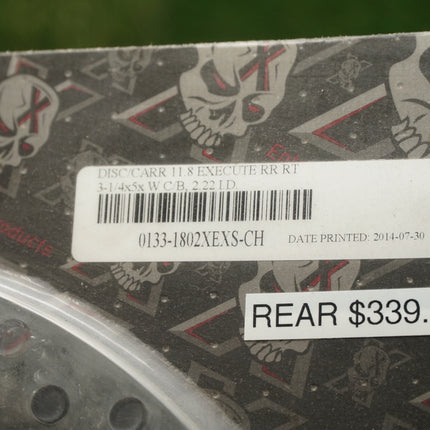 DISC/CARR 11.8 EXECUTE RR RT
3-1/4x5x W C/B, 2.22 I.D
0133-1802XEXS-CH
DATE PRINTED: 2014-07-30
REAR $339.